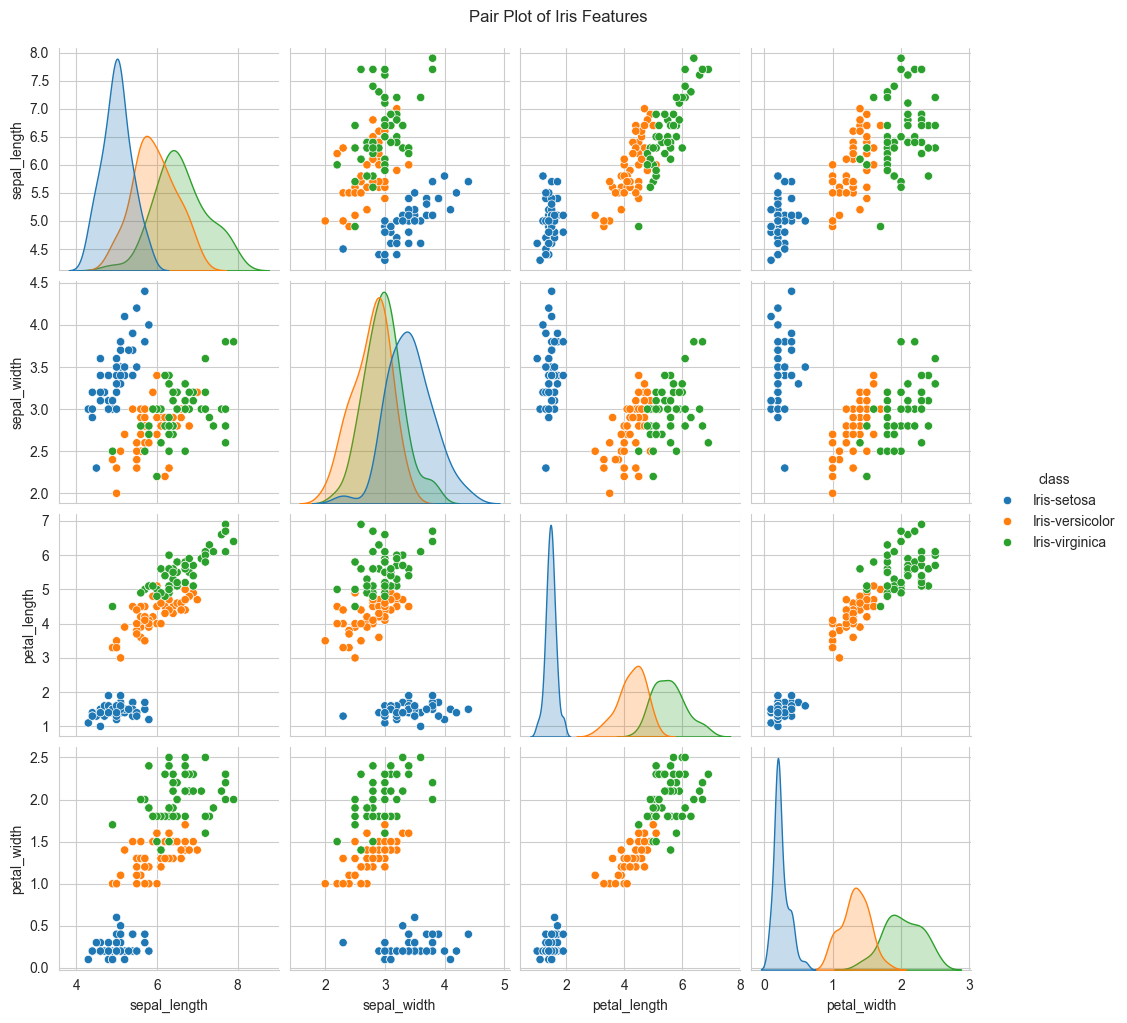 Pair Plot of Iris Features
8.0
7.5
7.0
6.5
6.0
5.5
5.0
4.5
sepal_length
4.5
4.0
3.5
3.0
2.5
2.0
sepal_width
class
Iris-setosa
Iris-versicolor
Iris-virginica
7
6
5
4
3
2
1
petal_length
2.5
2.0
1.5
1.0
0.5
0.0
petal_width
4 6 8 2 3 4 5 2 4 6 8 0 1 2 3
sepal_length sepal_width petal_length petal_width